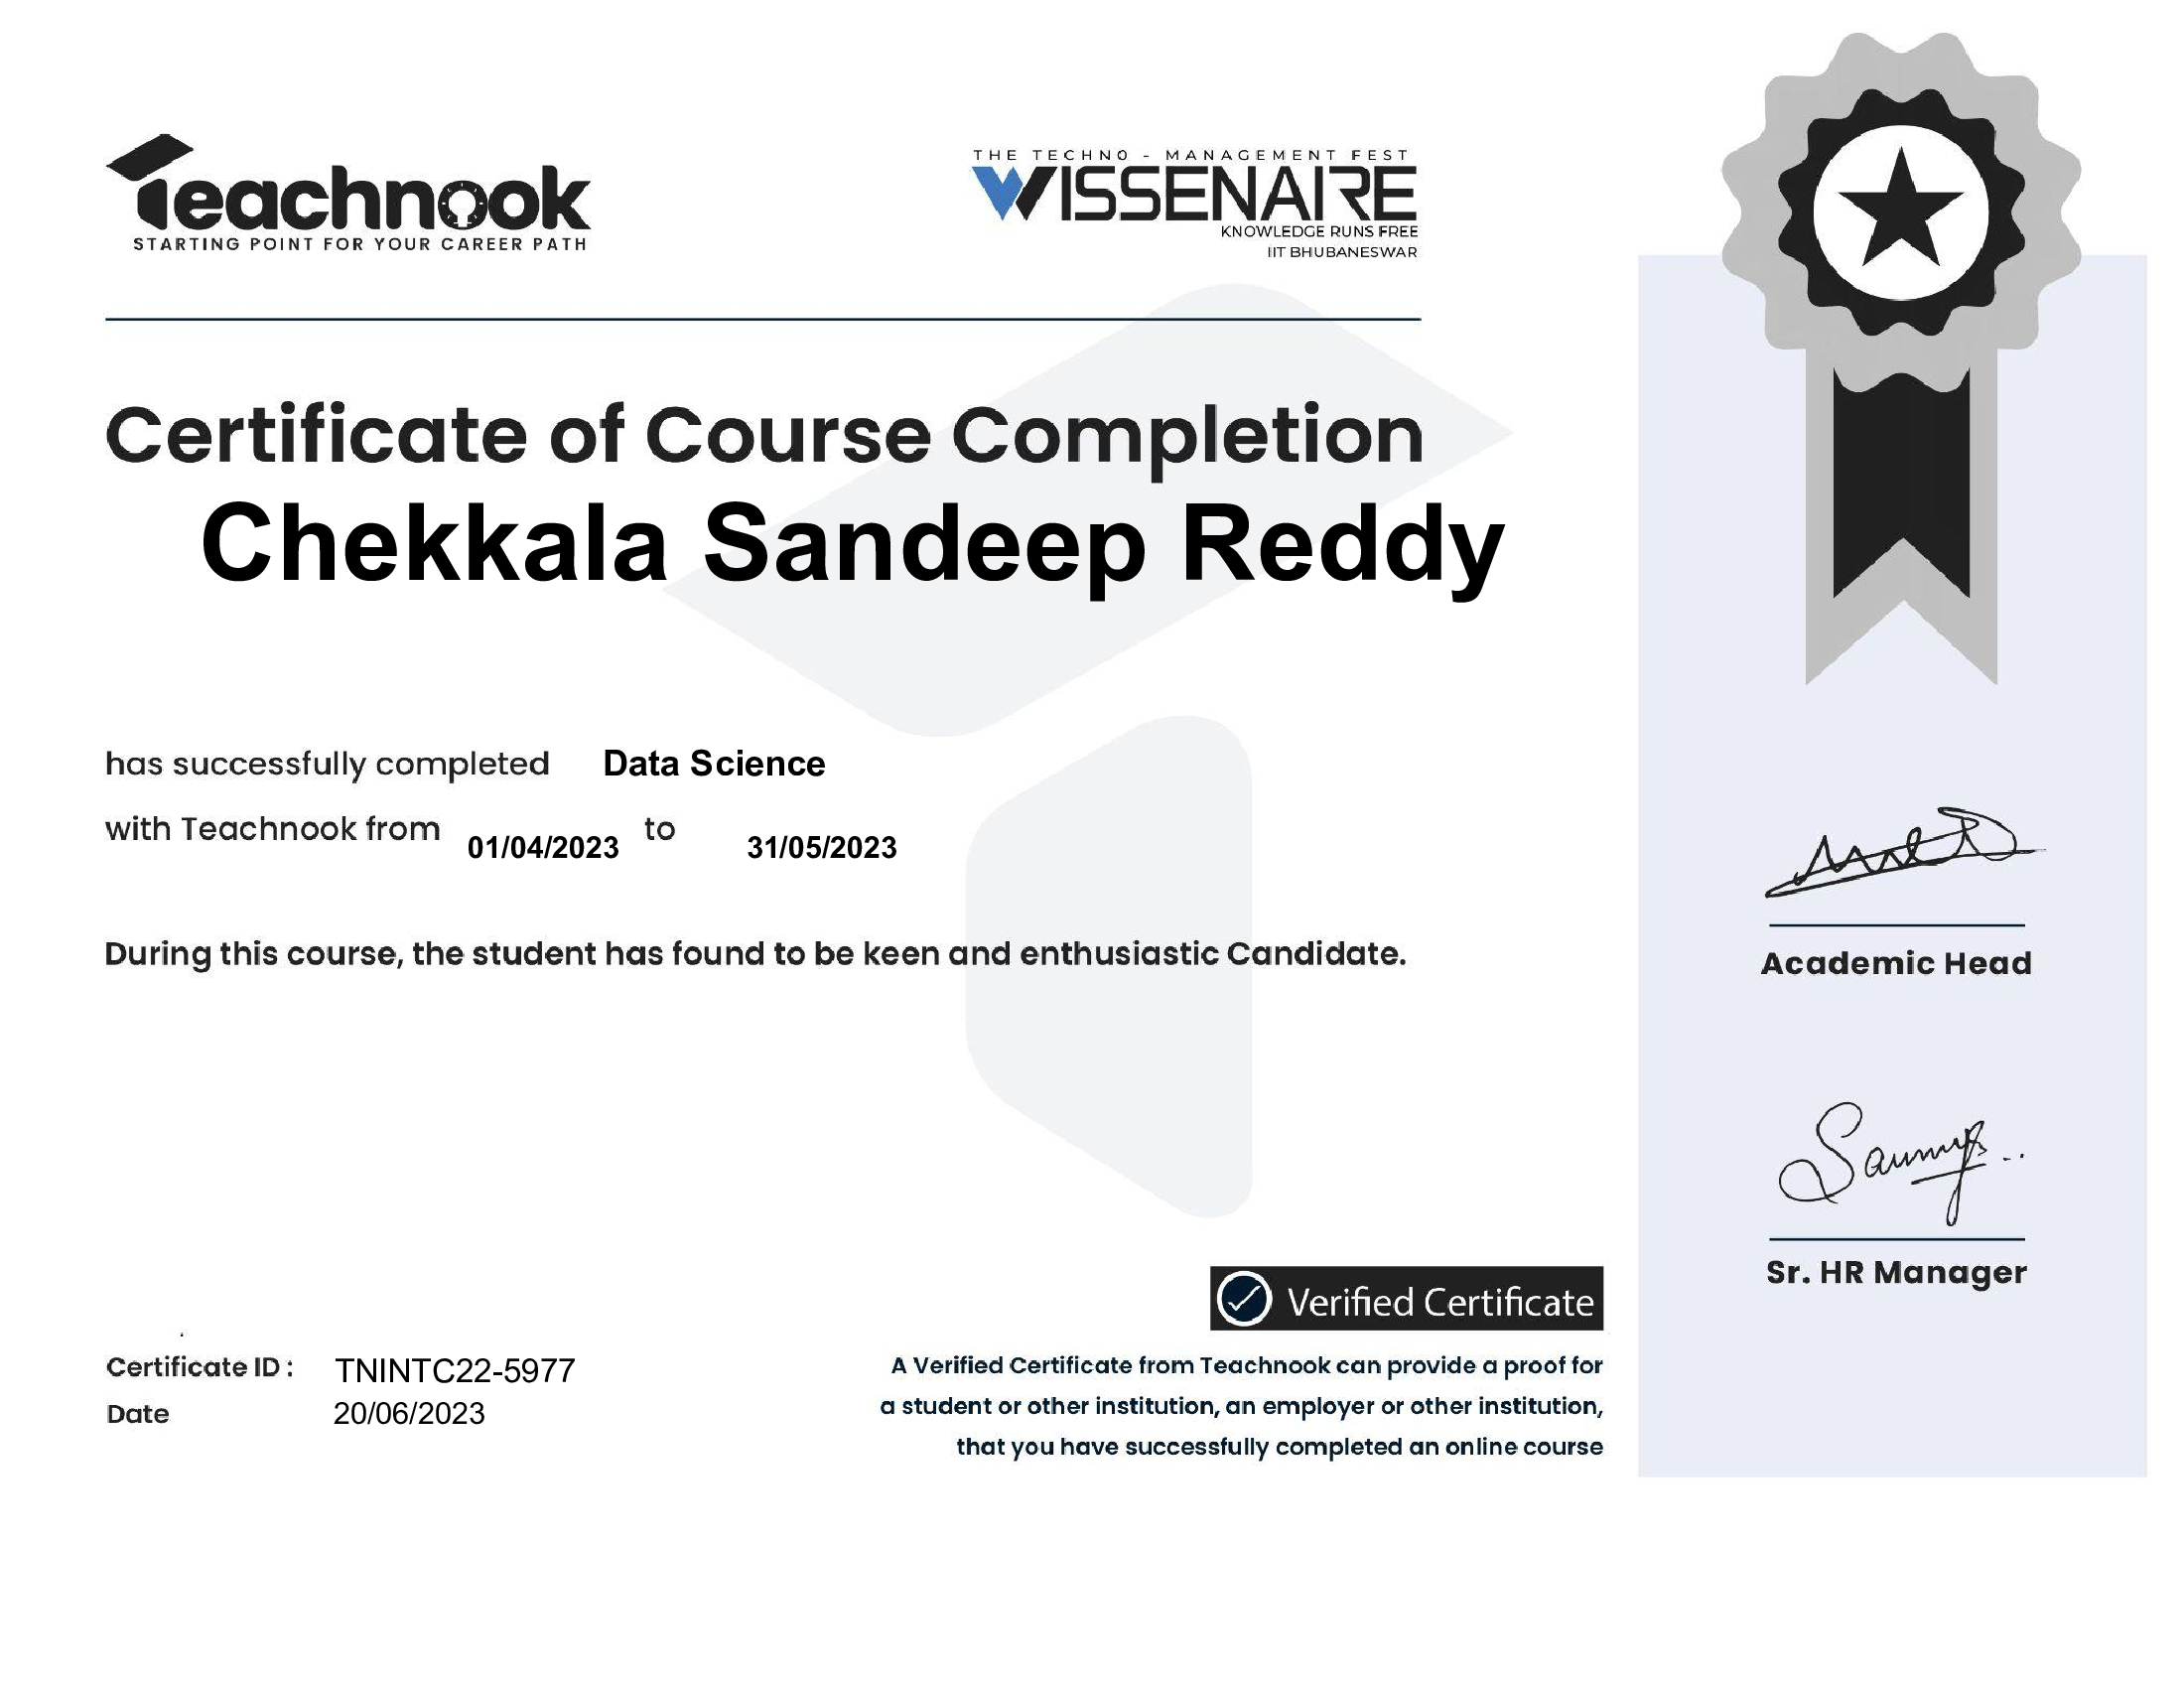 Teachnook
STARTING POINT FOR YOUR CAREER PATH
THE TECHNO - MANAGEMENT FEST
WISSENAIRE
KNOWLEDGE RUNS FREE
IIT BHUBANESWAR
Certificate of Course Completion
Chekkala Sandeep Reddy
has successfully completed Data Science
with Teachnook from 01/04/2023 to 31/05/2023
During this course, the student has found to be keen and enthusiastic Candidate.
Academic Head
Sr. HR Manager
Verified Certificate
Certificate ID : TNINTC22-5977
Date 20/06/2023
A Verified Certificate from Teachnook can provide a proof for
a student or other institution, an employer or other institution,
that you have successfully completed an online course